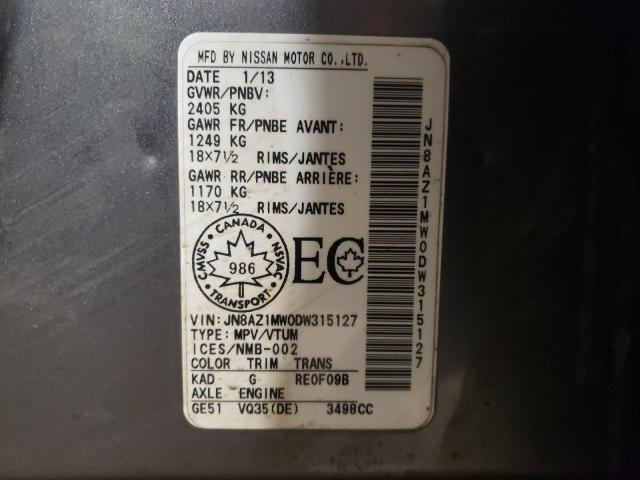 MFD BY NISSAN MOTOR CO.,LTD.
DATE 1/13
GVWR/PNBV:
2405 KG
GAWR FR/PNBE AVANT:
1249 KG
18×7½ RIMS/JANTES
GAWR RR/PNBE ARRIÈRE:
1170 KG
18×7½ RIMS/JANTES
CANADA
CMVSS 986 NSVAC
TRANSPORT
EC
VIN: JN8AZ1MW0DW315127
TYPE: MPV/VTUM
ICES/NMB-002
COLOR TRIM TRANS
KAD G RE0F09B
AXLE ENGINE
GE51 VQ35(DE) 3498CC
JN8AZ1MW0DW315127